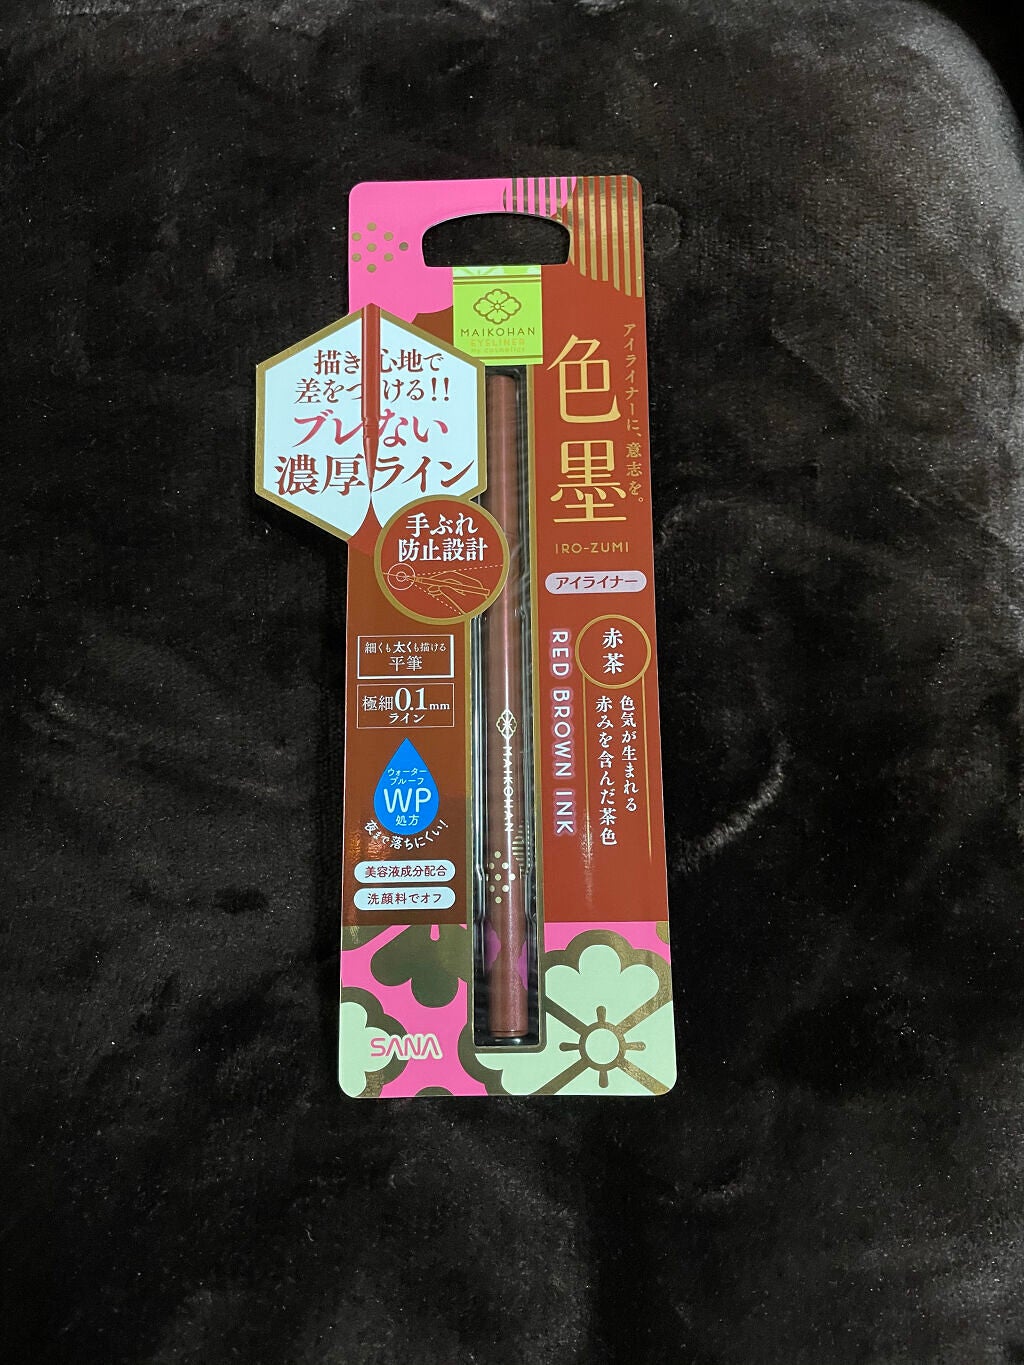 MAIKOHAN
EYELINER
my cosmetics
描き心地で
差をつける!!
ブレない
濃厚ライン
手ぶれ
防止設計
アイライナーに、意志を。
色墨
IRO-ZUMI
アイライナー
赤茶
RED BROWN INK
色気が生まれる
赤みを含んだ茶色
細くも太くも描ける
平筆
極細0.1mm
ライン
ウォーター
プルーフ
WP
処方
夜まで落ちにくい!
美容液成分配合
洗顔料でオフ
MAIKOHAN
SANA